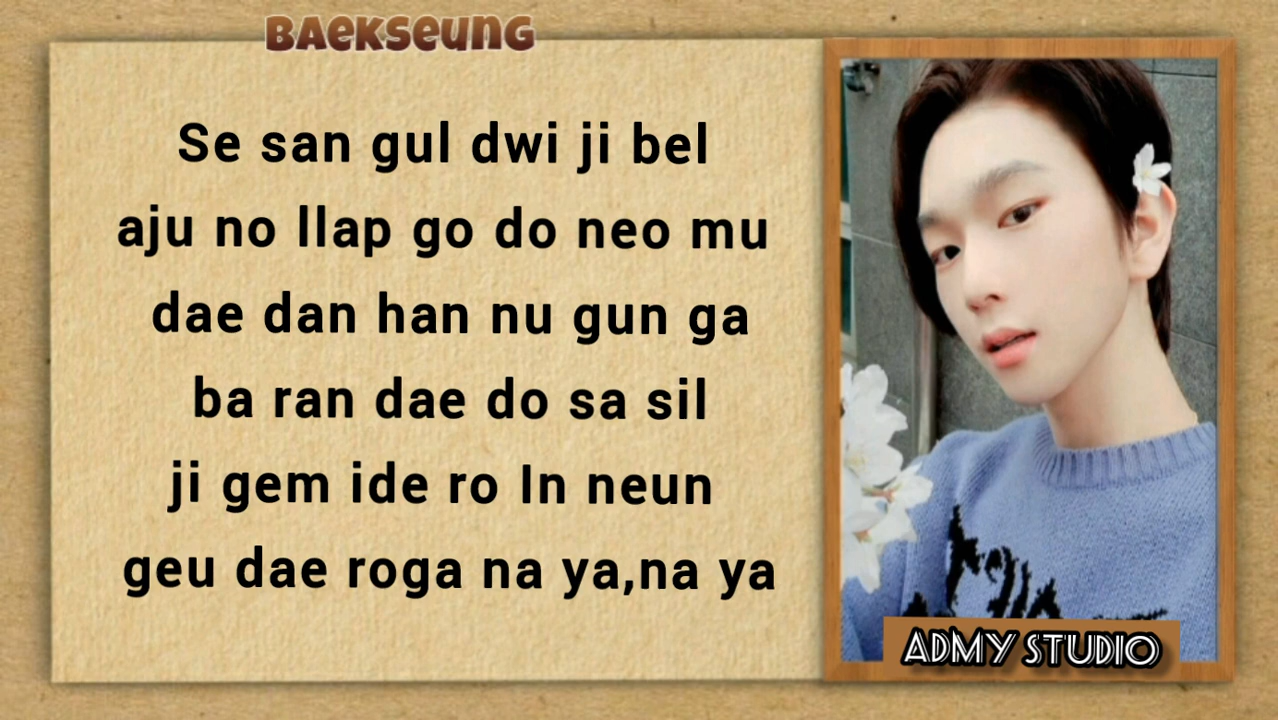 BAEKSEUNG
Se san gul dwi ji bel
aju no llap go do neo mu
dae dan han nu gun ga
ba ran dae do sa sil
ji gem ide ro In neun
geu dae roga na ya,na ya
ADMY STUDIO